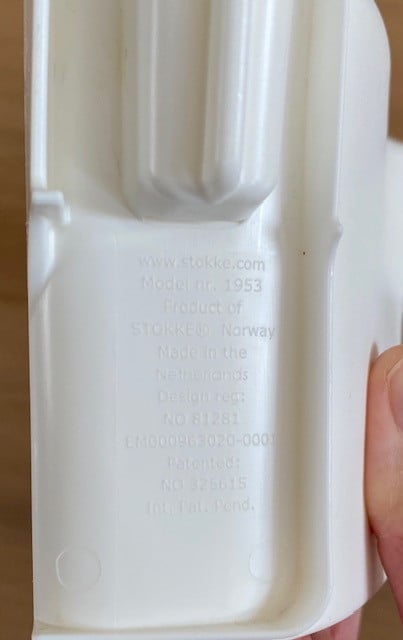 www.stokke.com
Model nr. 1953
Product of
STOKKE® Norway
Made in the
Netherlands
Design reg:
NO 81281
EM000963020-0001
Patented:
NO 325615
Int. Pat. Pend.